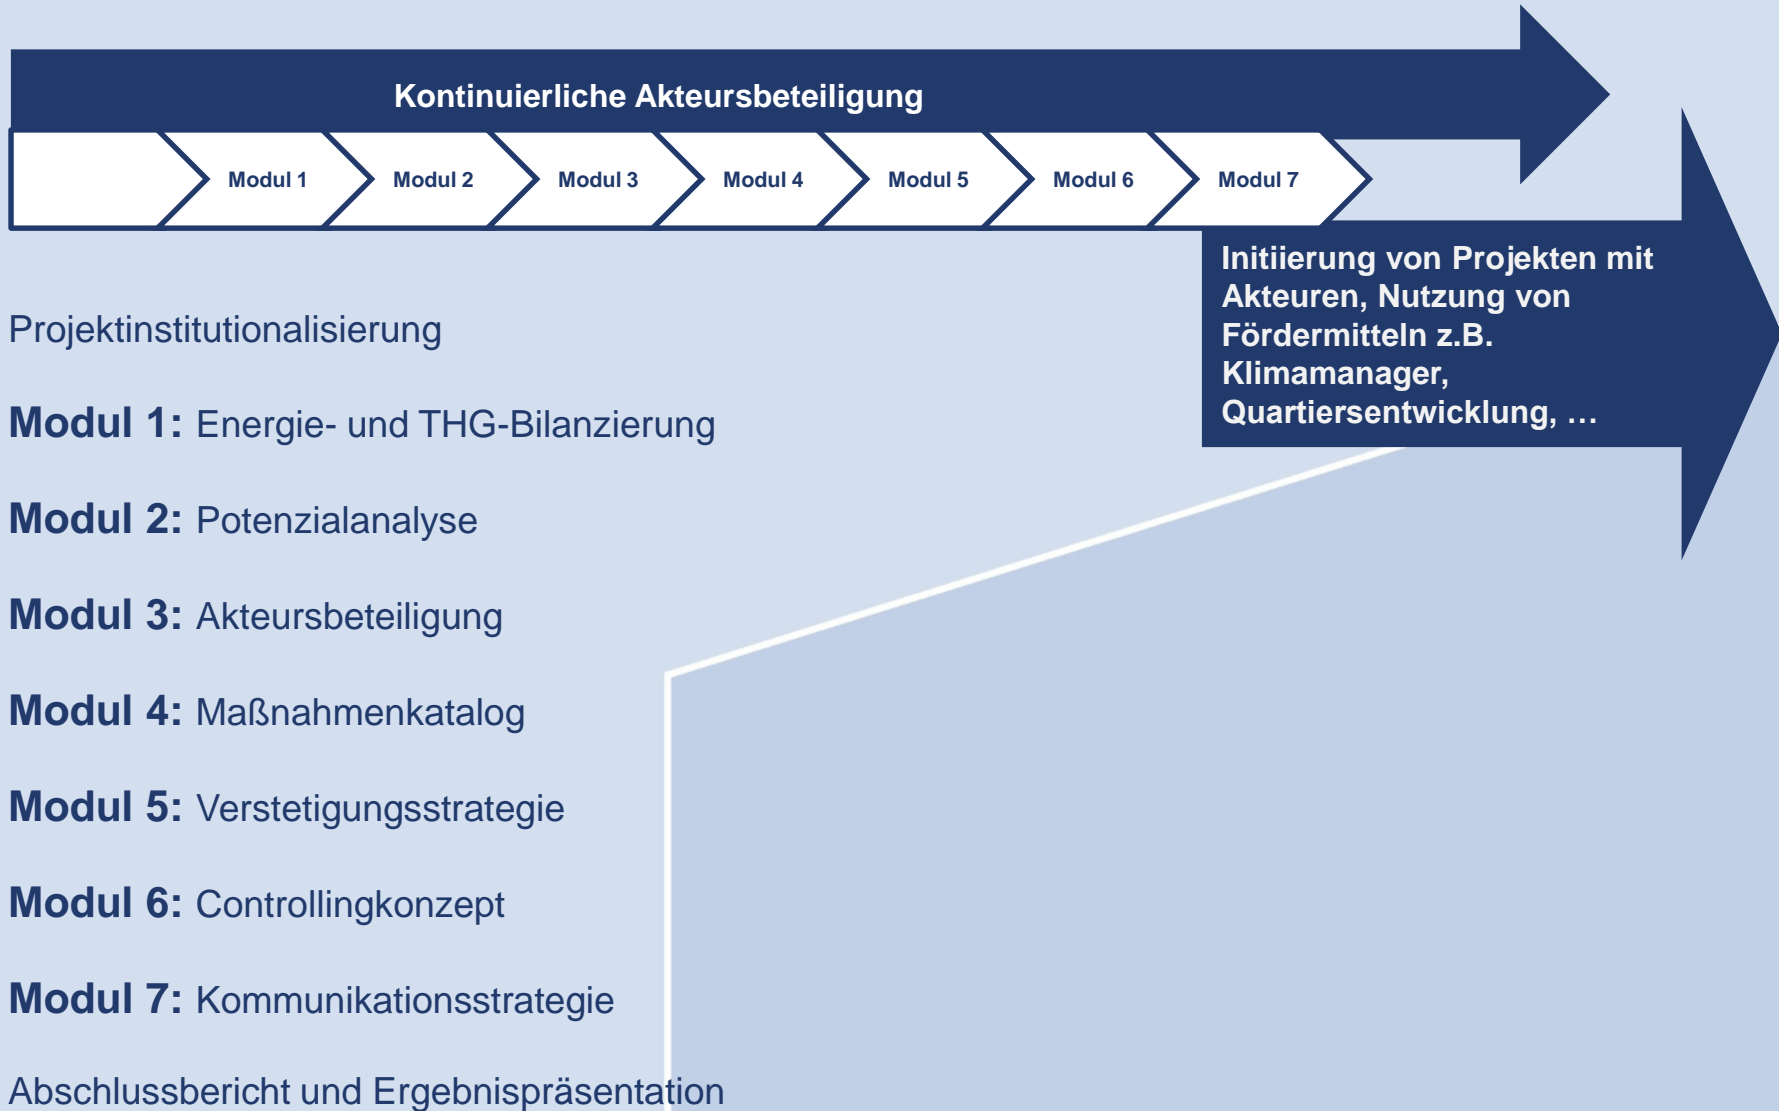 Kontinuierliche Akteursbeteiligung
Modul 1
Modul 2
Modul 3
Modul 4
Modul 5
Modul 6
Modul 7
Initiierung von Projekten mit
Akteuren, Nutzung von
Fördermitteln z.B.
Klimamanager,
Quartiersentwicklung, …
Projektinstitutionalisierung
Modul 1: Energie- und THG-Bilanzierung
Modul 2: Potenzialanalyse
Modul 3: Akteursbeteiligung
Modul 4: Maßnahmenkatalog
Modul 5: Verstetigungsstrategie
Modul 6: Controllingkonzept
Modul 7: Kommunikationsstrategie
Abschlussbericht und Ergebnispräsentation